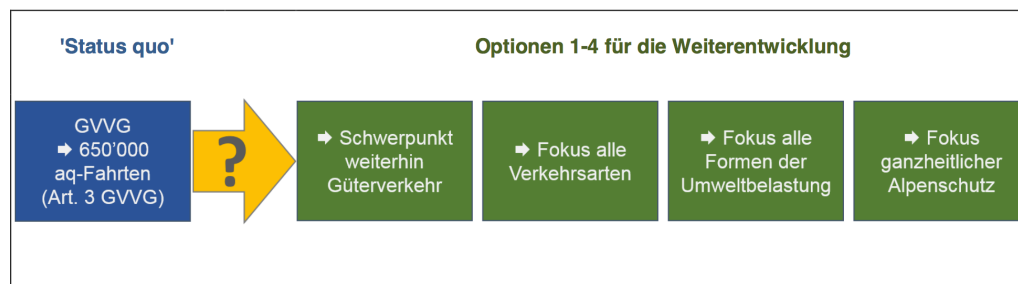 'Status quo'
Optionen 1-4 für die Weiterentwicklung
GVVG
➡ 650'000
aq-Fahrten
(Art. 3 GVVG)
?
➡ Schwerpunkt
weiterhin
Güterverkehr
➡ Fokus alle
Verkehrsarten
➡ Fokus alle
Formen der
Umweltbelastung
➡ Fokus
ganzheitlicher
Alpenschutz